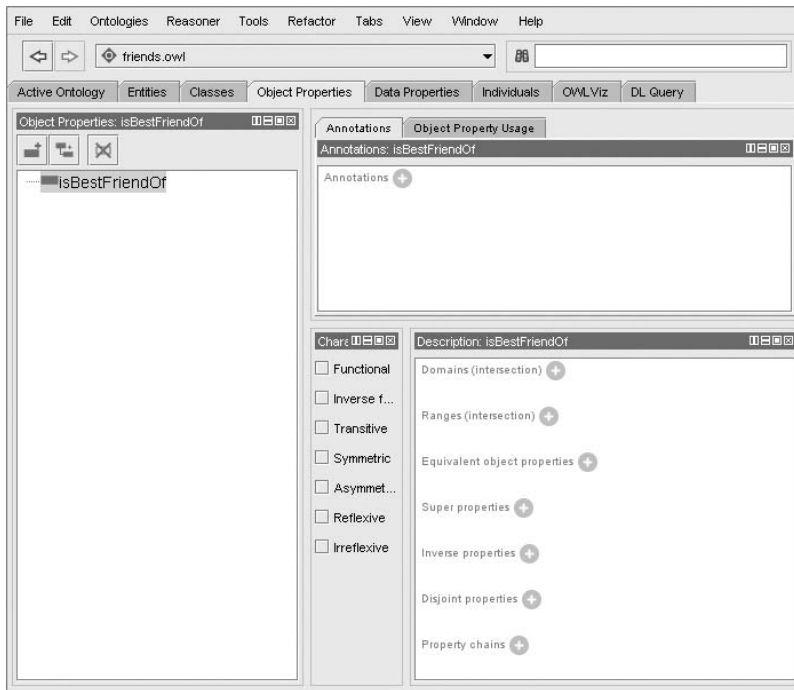 File Edit Ontologies Reasoner Tools Refactor Tabs View Window Help
friends.owl
Active Ontology Entities Classes Object Properties Data Properties Individuals OWLViz DL Query
Object Properties: isBestFriendOf
isBestFriendOf
Annotations Object Property Usage
Annotations: isBestFriendOf
Annotations
Chara
Functional
Inverse f...
Transitive
Symmetric
Asymmet...
Reflexive
Irreflexive
Description: isBestFriendOf
Domains (intersection)
Ranges (intersection)
Equivalent object properties
Super properties
Inverse properties
Disjoint properties
Property chains